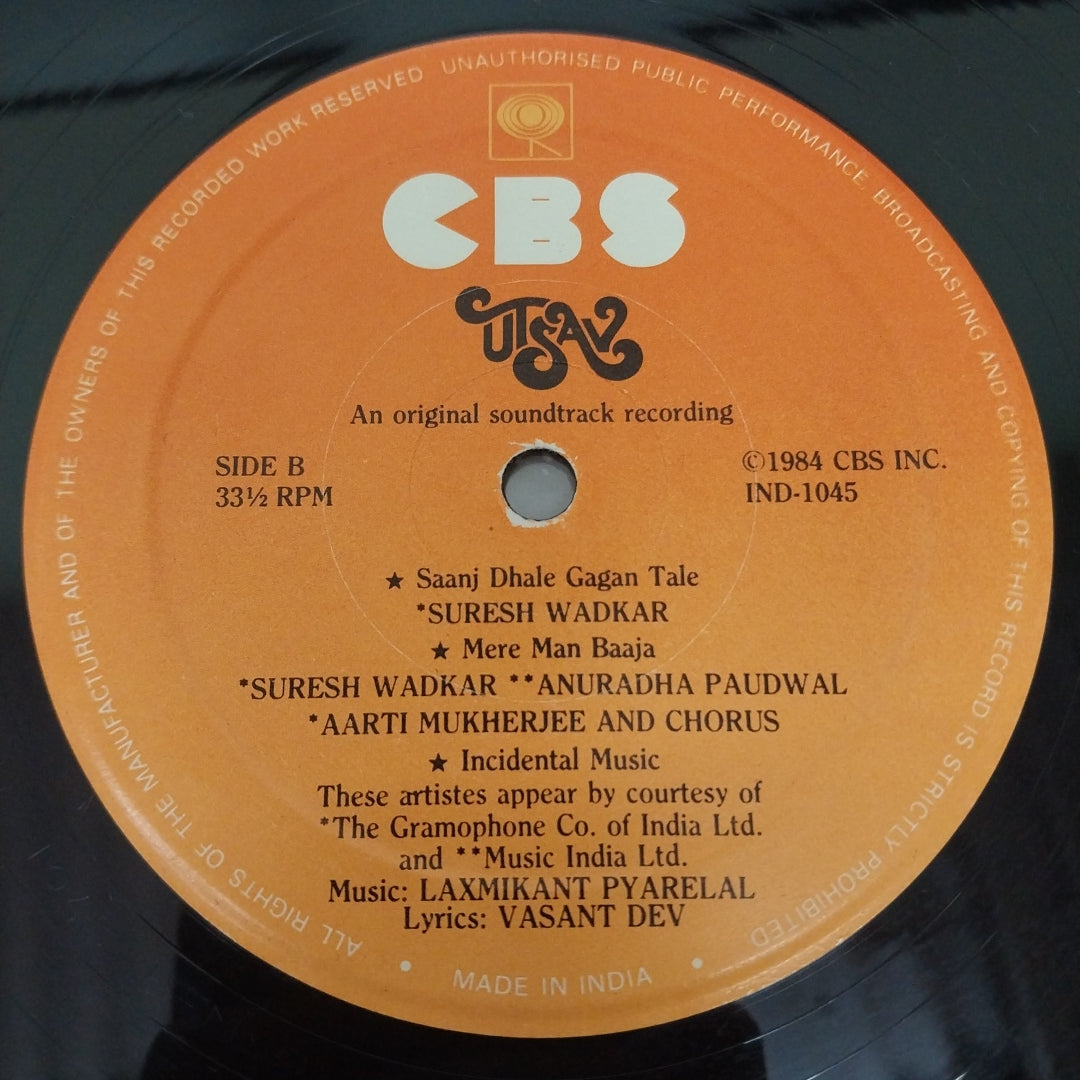 ALL RIGHTS OF THE MANUFACTURER AND OF THE OWNERS OF THIS RECORDED WORK RESERVED UNAUTHORISED PUBLIC PERFORMANCE BROADCASTING AND COPYING OF THIS RECORD IS STRICTLY PROHIBITED
CBS
UTSAV
An original soundtrack recording
SIDE B
33½ RPM
©1984 CBS INC.
IND-1045
★ Saanj Dhale Gagan Tale
*SURESH WADKAR
★ Mere Man Baaja
*SURESH WADKAR **ANURADHA PAUDWAL
*AARTI MUKHERJEE AND CHORUS
★ Incidental Music
These artistes appear by courtesy of
*The Gramophone Co. of India Ltd.
and **Music India Ltd.
Music: LAXMIKANT PYARELAL
Lyrics: VASANT DEV
• MADE IN INDIA •